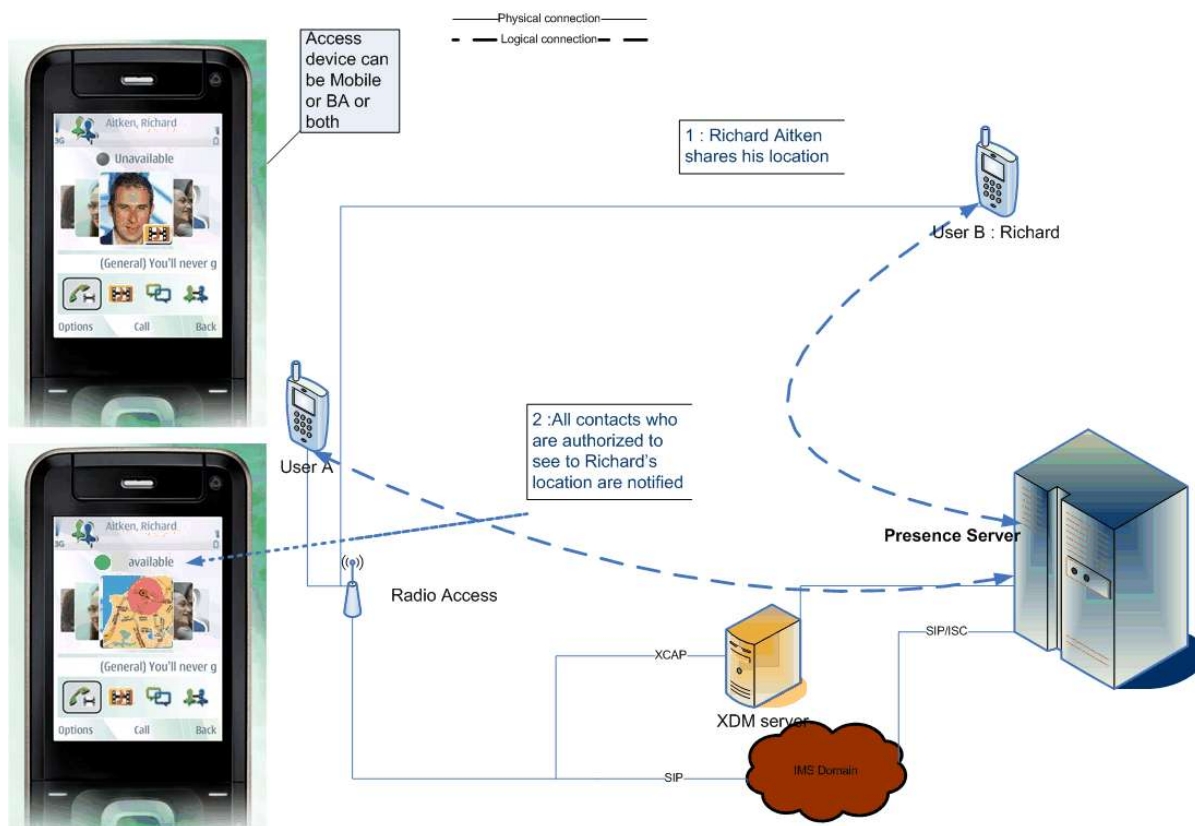 Physical connection
Logical connection
Access
device can
be Mobile
or BA or
both
Aitken, Richard
3G
Unavailable
(General) You'll never g
Options Call Back
1 : Richard Aitken
shares his location
User B : Richard
User A
2 :All contacts who
are authorized to
see to Richard's
location are notified
Aitken, Richard
3G
available
(General) You'll never g
Options Call Back
Radio Access
Presence Server
SIP/ISC
XCAP
XDM server
IMS Domain
SIP